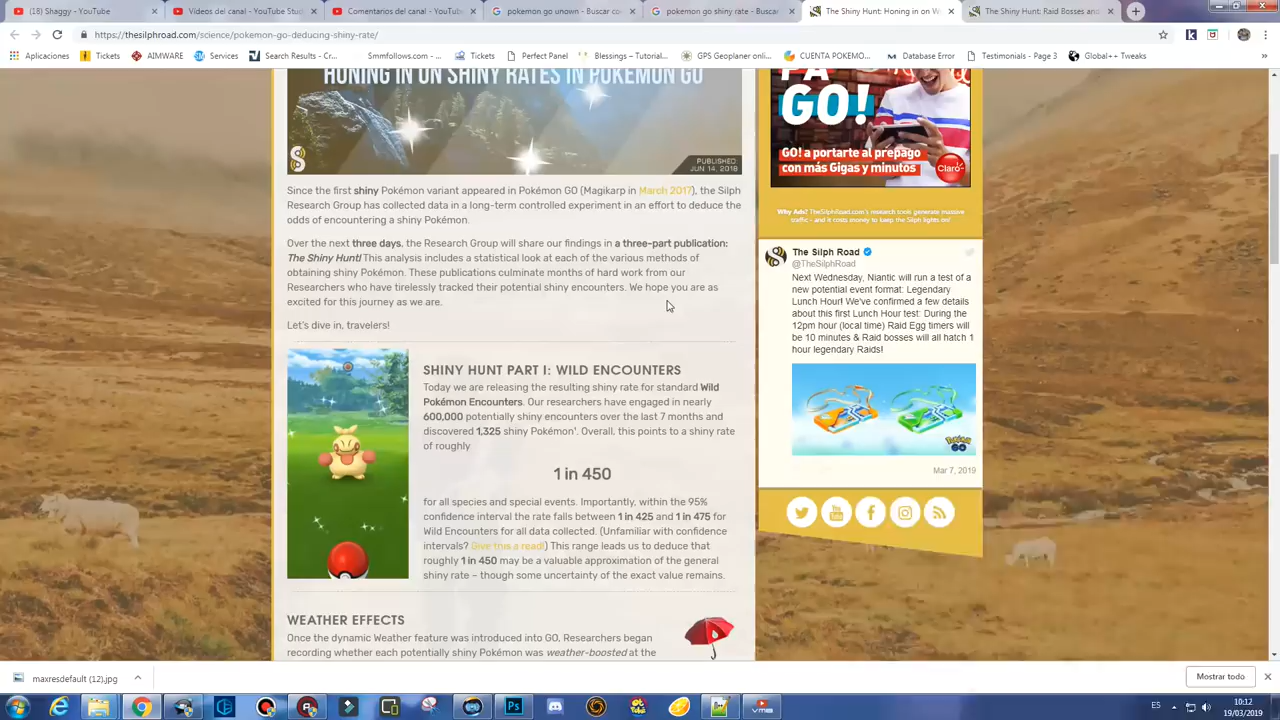 (18) Shaggy - YouTube
Vídeos del canal - YouTube Stu
Comentarios del canal - YouTube
pokemon go unown - Buscar co
pokemon go shiny rate - Buscar
The Shiny Hunt: Honing in on W
The Shiny Hunt: Raid Bosses an
https://thesilphroad.com/science/pokemon-go-deducing-shiny-rate/
Aplicaciones
Tickets
AIMWARE
Services
Search Results - Cr...
Smmfollows.com - ...
Tickets
Perfect Panel
Blessings – Tutorial...
GPS Geoplaner onli...
CUENTA POKEMO...
Database Error
Testimonials - Page 3
Global++ Tweaks
»
HONING IN ON SHINY RATES IN POKÉMON GO
PUBLISHED:
JUN 14, 2018
Since the first shiny Pokémon variant appeared in Pokémon GO (Magikarp in March 2017), the Silph
Research Group has collected data in a long-term controlled experiment in an effort to deduce the
odds of encountering a shiny Pokémon.
Over the next three days, the Research Group will share our findings in a three-part publication:
The Shiny Hunt! This analysis includes a statistical look at each of the various methods of
obtaining shiny Pokémon. These publications culminate months of hard work from our
Researchers who have tirelessly tracked their potential shiny encounters. We hope you are as
excited for this journey as we are.
Let's dive in, travelers!
SHINY HUNT PART I: WILD ENCOUNTERS
Today we are releasing the resulting shiny rate for standard Wild
Pokémon Encounters. Our researchers have engaged in nearly
600,000 potentially shiny encounters over the last 7 months and
discovered 1,325 shiny Pokémon¹. Overall, this points to a shiny rate
of roughly
1 in 450
for all species and special events. Importantly, within the 95%
confidence interval the rate falls between 1 in 425 and 1 in 475 for
Wild Encounters for all data collected. (Unfamiliar with confidence
intervals? Give this a read!) This range leads us to deduce that
roughly 1 in 450 may be a valuable approximation of the general
shiny rate – though some uncertainty of the exact value remains.
WEATHER EFFECTS
Once the dynamic Weather feature was introduced into GO, Researchers began
recording whether each potentially shiny Pokémon was weather-boosted at the
PA
GO!
GO! a portarte al prepago
con más Gigas y minutos
Claro
Why Ads? TheSilphRoad.com's research tools generate massive
traffic – and it costs money to keep the Silph lights on!
The Silph Road
@TheSilphRoad
Next Wednesday, Niantic will run a test of a
new potential event format: Legendary
Lunch Hour! We've confirmed a few details
about this first Lunch Hour test: During the
12pm hour (local time) Raid Egg timers will
be 10 minutes & Raid bosses will all hatch 1
hour legendary Raids!
Mar 7, 2019
maxresdefault (12).jpg
Mostrar todo
ES
10:12
19/03/2019